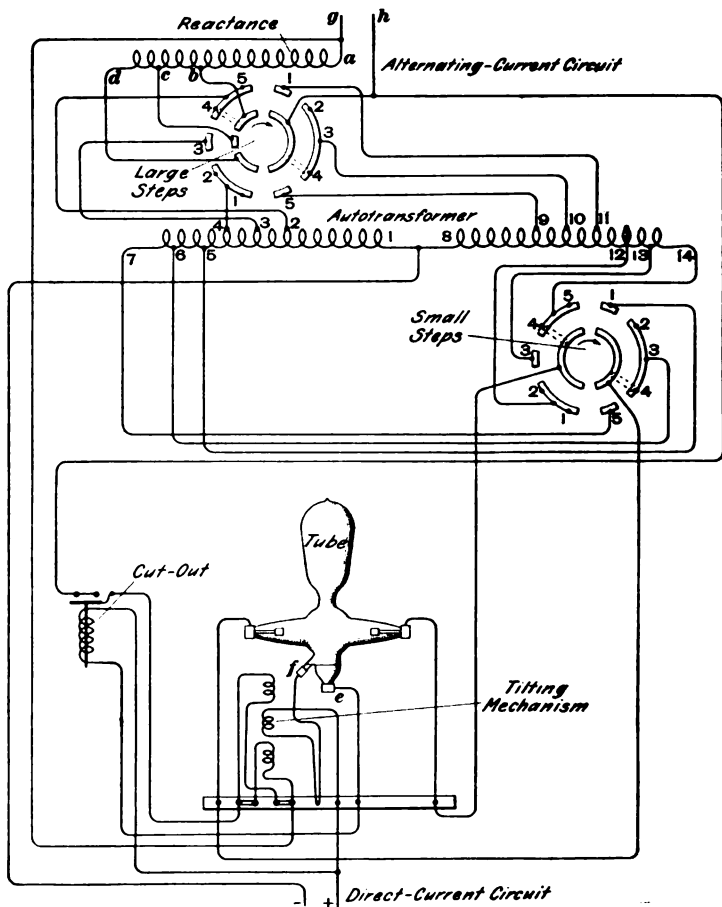 g h
Reactance
a
d c b
Alternating-Current Circuit
5 1
4 2
3 3
Large
Steps
2 4
1 5
Autotransformer
4 3 2 1 8 9 10 11
7 6 5 12 13 14
Small
Steps
5 1
4 2
3 3
2 4
1 5
Tube
Cut-Out
f e
Tilting
Mechanism
- + Direct-Current Circuit